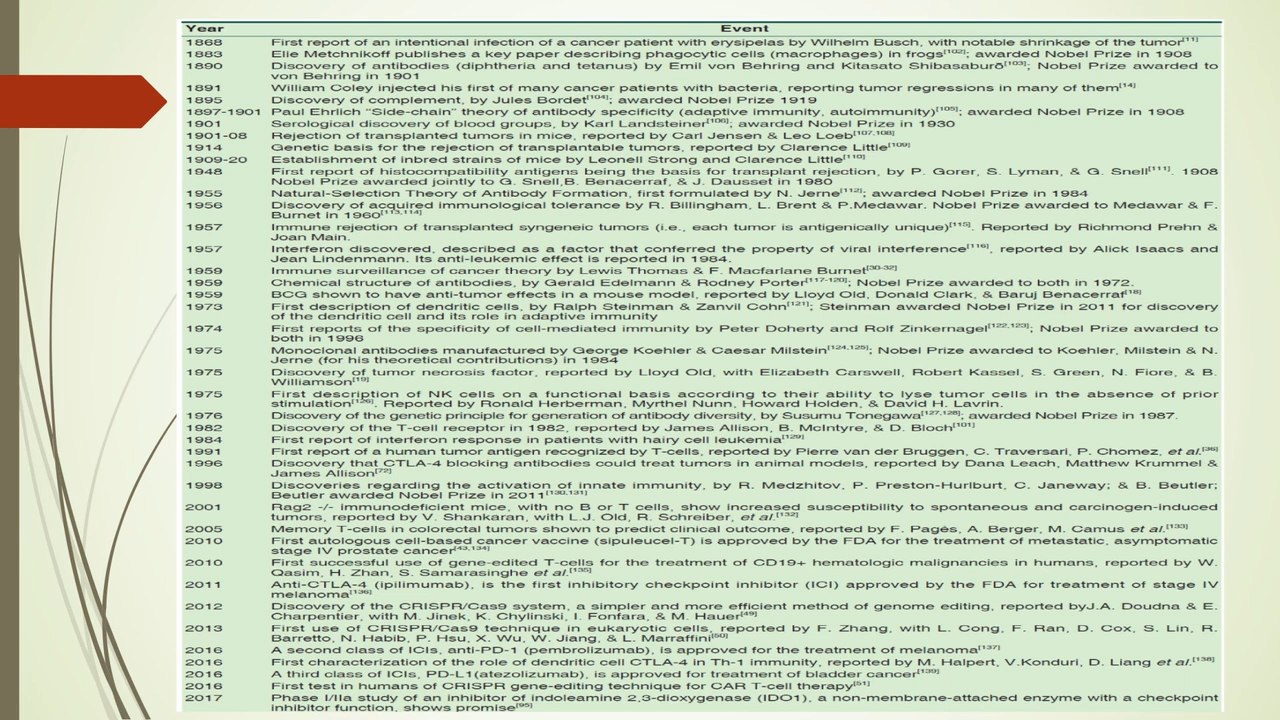 Year Event
1868 First report of an intentional infection of a cancer patient with erysipelas by Wilhelm Busch, with notable shrinkage of the tumor[11]
1883 Elie Metchnikoff publishes a key paper describing phagocytic cells (macrophages) in frogs[102]; awarded Nobel Prize in 1908
1890 Discovery of antibodies (diphtheria and tetanus) by Emil von Behring and Kitasato Shibasaburō[103]; Nobel Prize awarded to
von Behring in 1901
1891 William Coley injected his first of many cancer patients with bacteria, reporting tumor regressions in many of them[14]
1895 Discovery of complement, by Jules Bordet[104]; awarded Nobel Prize 1919
1897-1901 Paul Ehrlich "Side-chain" theory of antibody specificity (adaptive immunity, autoimmunity)[105]; awarded Nobel Prize in 1908
1901 Serological discovery of blood groups, by Karl Landsteiner[106]; awarded Nobel Prize in 1930
1901-08 Rejection of transplanted tumors in mice, reported by Carl Jensen & Leo Loeb[107,108]
1914 Genetic basis for the rejection of transplantable tumors, reported by Clarence Little[109]
1909-20 Establishment of inbred strains of mice by Leonell Strong and Clarence Little[110]
1948 First report of histocompatibility antigens being the basis for transplant rejection, by P. Gorer, S. Lyman, & G. Snell[111]. 1908
Nobel Prize awarded jointly to G. Snell,B. Benacerraf, & J. Dausset in 1980
1955 Natural-Selection Theory of Antibody Formation, first formulated by N. Jerne[112]; awarded Nobel Prize in 1984
1956 Discovery of acquired immunological tolerance by R. Billingham, L. Brent & P.Medawar. Nobel Prize awarded to Medawar & F.
Burnet in 1960[113,114]
1957 Immune rejection of transplanted syngeneic tumors (i.e., each tumor is antigenically unique)[115]. Reported by Richmond Prehn &
Joan Main.
1957 Interferon discovered, described as a factor that conferred the property of viral interference[116], reported by Alick Isaacs and
Jean Lindenmann. Its anti-leukemic effect is reported in 1984.
1959 Immune surveillance of cancer theory by Lewis Thomas & F. Macfarlane Burnet[30-32]
1959 Chemical structure of antibodies, by Gerald Edelmann & Rodney Porter[117-120]; Nobel Prize awarded to both in 1972.
1959 BCG shown to have anti-tumor effects in a mouse model, reported by Lloyd Old, Donald Clark, & Baruj Benacerraf[18]
1973 First description of dendritic cells, by Ralph Steinman & Zanvil Cohn[121]; Steinman awarded Nobel Prize in 2011 for discovery
of the dendritic cell and its role in adaptive immunity
1974 First reports of the specificity of cell-mediated immunity by Peter Doherty and Rolf Zinkernagel[122,123]; Nobel Prize awarded to
both in 1996
1975 Monoclonal antibodies manufactured by George Koehler & Caesar Milstein[124,125]; Nobel Prize awarded to Koehler, Milstein & N.
Jerne (for his theoretical contributions) in 1984
1975 Discovery of tumor necrosis factor, reported by Lloyd Old, with Elizabeth Carswell, Robert Kassel, S. Green, N. Fiore, & B.
Williamson[19]
1975 First description of NK cells on a functional basis according to their ability to lyse tumor cells in the absence of prior
stimulation[126]. Reported by Ronald Herberman, Myrthel Nunn, Howard Holden, & David H. Lavrin.
1976 Discovery of the genetic principle for generation of antibody diversity, by Susumu Tonegawa[127,128]; awarded Nobel Prize in 1987.
1982 Discovery of the T-cell receptor in 1982, reported by James Allison, B. McIntyre, & D. Bloch[101]
1984 First report of interferon response in patients with hairy cell leukemia[129]
1991 First report of a human tumor antigen recognized by T-cells, reported by Pierre van der Bruggen, C. Traversari, P. Chomez, et al.[36]
1996 Discovery that CTLA-4 blocking antibodies could treat tumors in animal models, reported by Dana Leach, Matthew Krummel &
James Allison[72]
1998 Discoveries regarding the activation of innate immunity, by R. Medzhitov, P. Preston-Hurlburt, C. Janeway; & B. Beutler;
Beutler awarded Nobel Prize in 2011[130,131]
2001 Rag2 -/- immunodeficient mice, with no B or T cells, show increased susceptibility to spontaneous and carcinogen-induced
tumors, reported by V. Shankaran, with L.J. Old, R. Schreiber, et al.[132]
2005 Memory T-cells in colorectal tumors shown to predict clinical outcome, reported by F. Pagès, A. Berger, M. Camus et al.[133]
2010 First autologous cell-based cancer vaccine (sipuleucel-T) is approved by the FDA for the treatment of metastatic, asymptomatic
stage IV prostate cancer[43,134]
2010 First successful use of gene-edited T-cells for the treatment of CD19+ hematologic malignancies in humans, reported by W.
Qasim, H. Zhan, S. Samarasinghe et al.[135]
2011 Anti-CTLA-4 (ipilimumab), is the first inhibitory checkpoint inhibitor (ICI) approved by the FDA for treatment of stage IV
melanoma[136]
2012 Discovery of the CRISPR/Cas9 system, a simpler and more efficient method of genome editing, reported byJ.A. Doudna & E.
Charpentier, with M. Jinek, K. Chylinski, I. Fonfara, & M. Hauer[49]
2013 First use of CRISPR/Cas9 technique in eukaryotic cells, reported by F. Zhang, with L. Cong, F. Ran, D. Cox, S. Lin, R.
Barretto, N. Habib, P. Hsu, X. Wu, W. Jiang, & L. Marraffini[50]
2016 A second class of ICIs, anti-PD-1 (pembrolizumab), is approved for the treatment of melanoma[137]
2016 First characterization of the role of dendritic cell CTLA-4 in Th-1 immunity, reported by M. Halpert, V.Konduri, D. Liang et al.[138]
2016 A third class of ICIs, PD-L1(atezolizumab), is approved for treatment of bladder cancer[139]
2016 First test in humans of CRISPR gene-editing technique for CAR T-cell therapy[51]
2017 Phase I/IIa study of an inhibitor of indoleamine 2,3-dioxygenase (IDO1), a non-membrane-attached enzyme with a checkpoint
inhibitor function, shows promise[95]